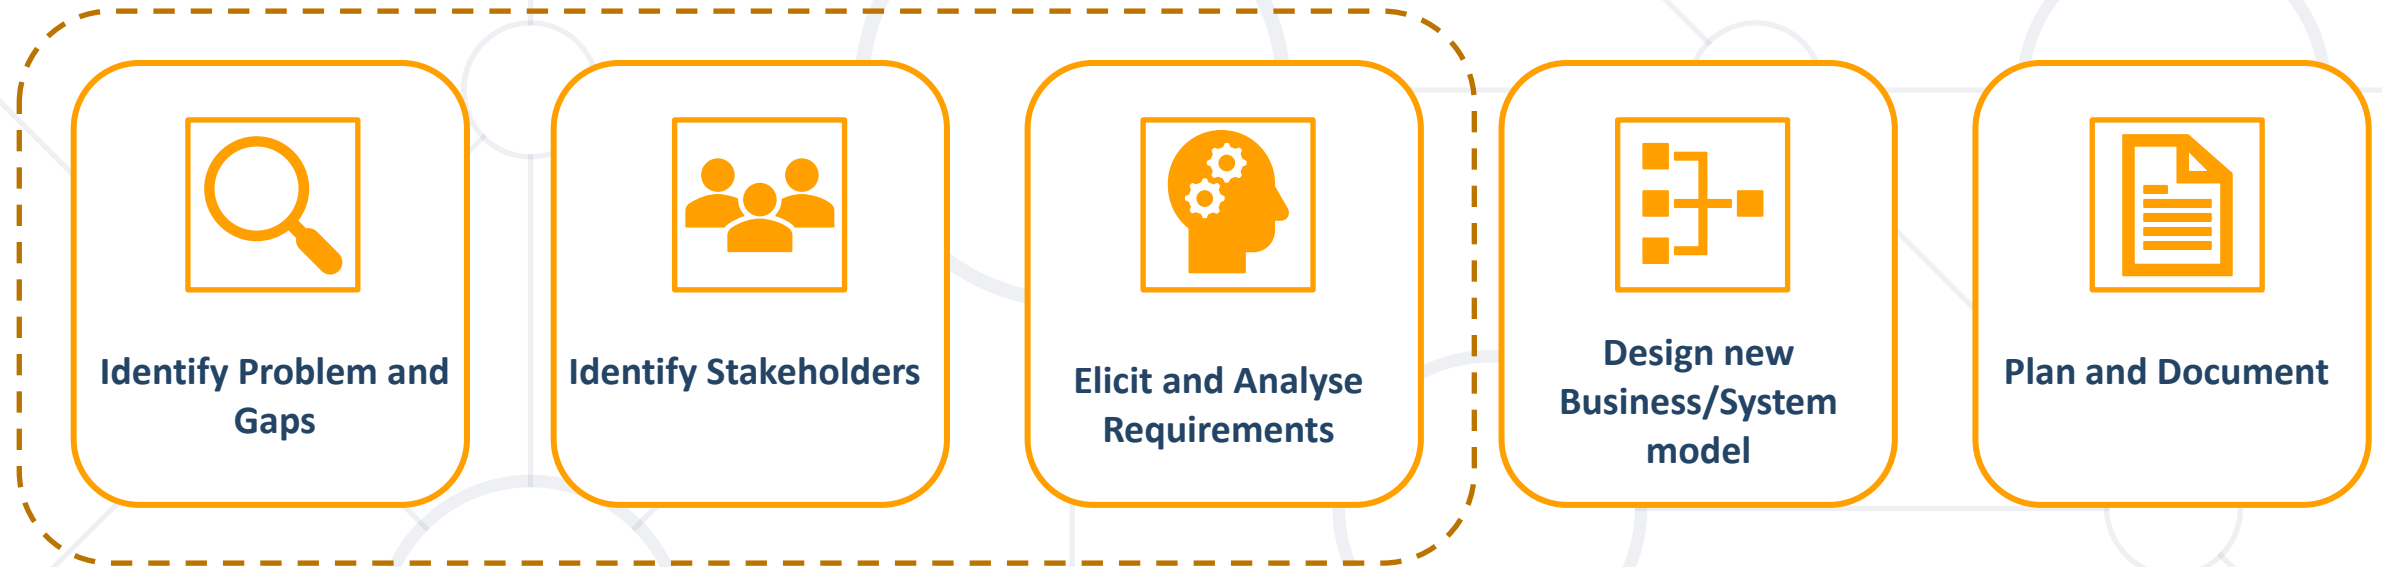 Identify Problem and
Gaps
Identify Stakeholders
Elicit and Analyse
Requirements
Design new
Business/System
model
Plan and Document